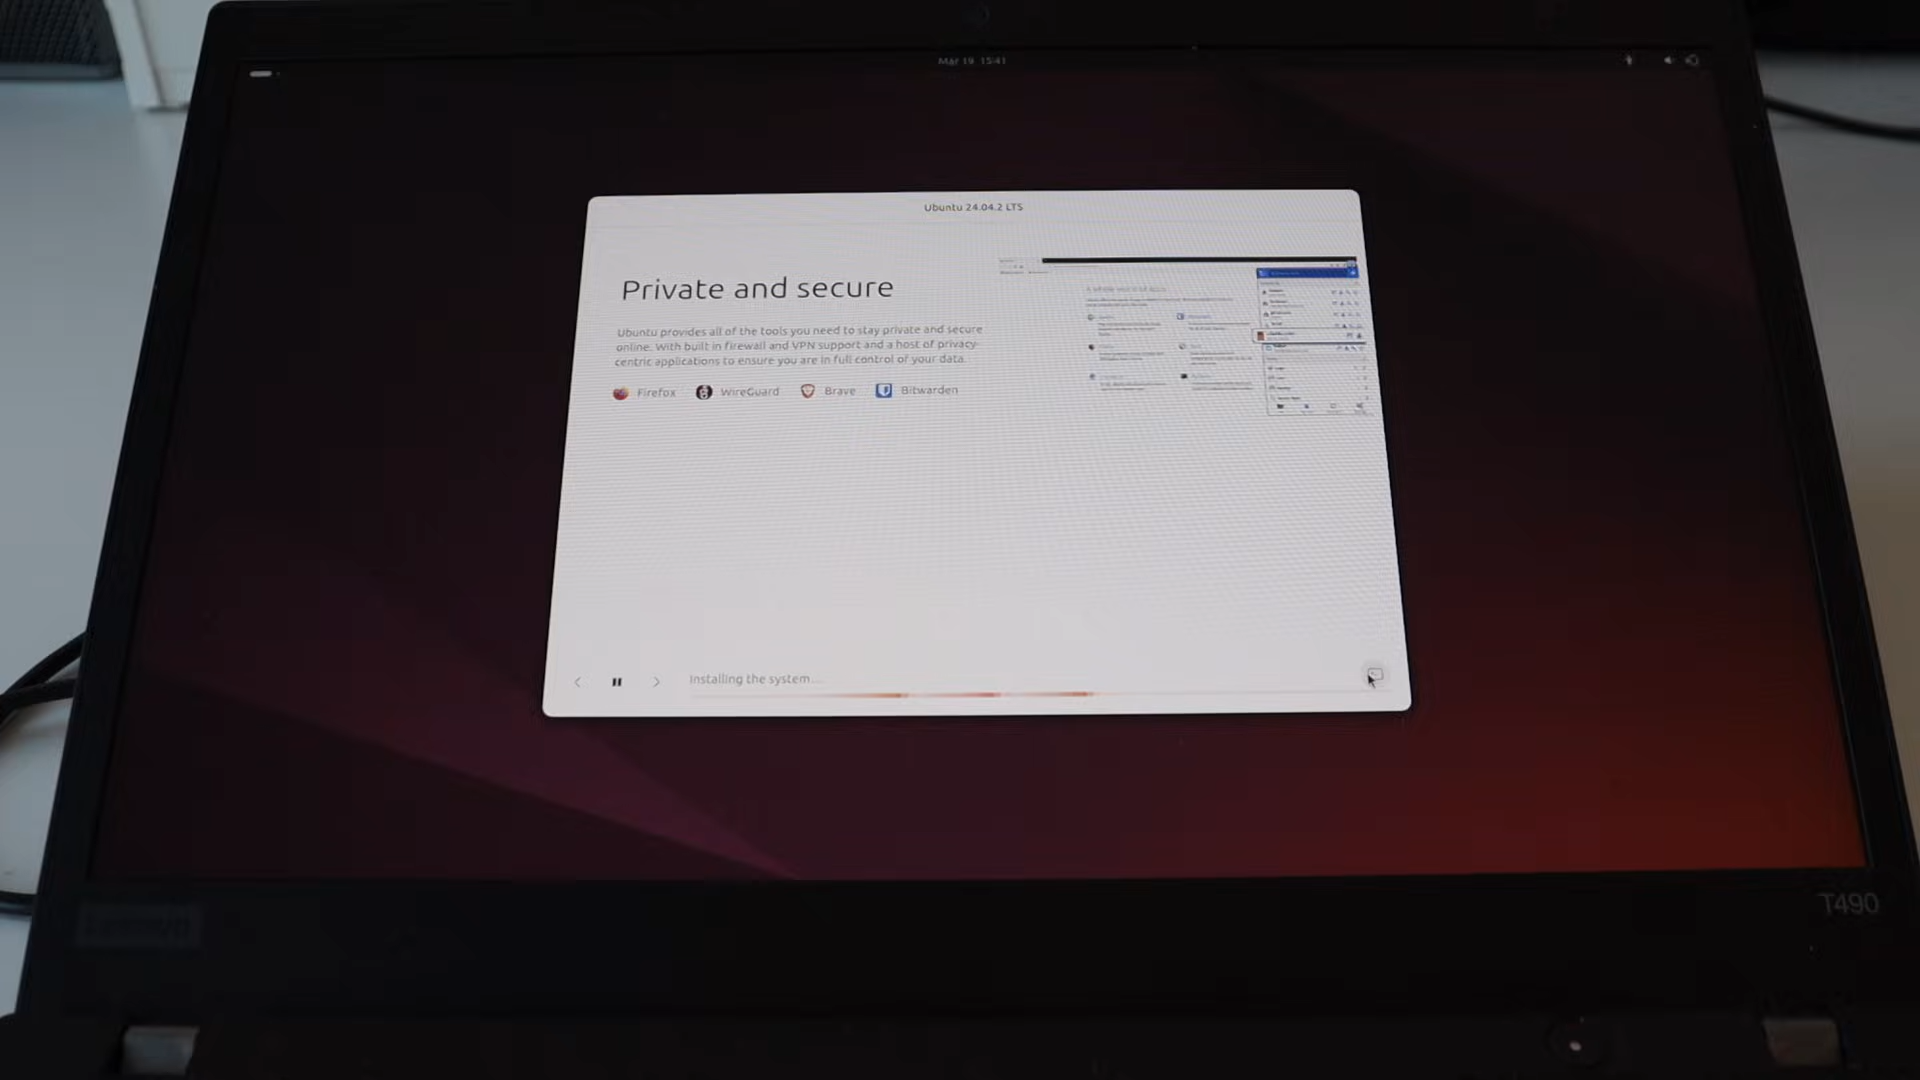 Mar 19 15:41
Ubuntu 24.04.2 LTS
Private and secure
Ubuntu provides all of the tools you need to stay private and secure
online. With built in firewall and VPN support and a host of privacy-
centric applications to ensure you are in full control of your data.
Firefox WireGuard Brave Bitwarden
Installing the system...
Lenovo
T490